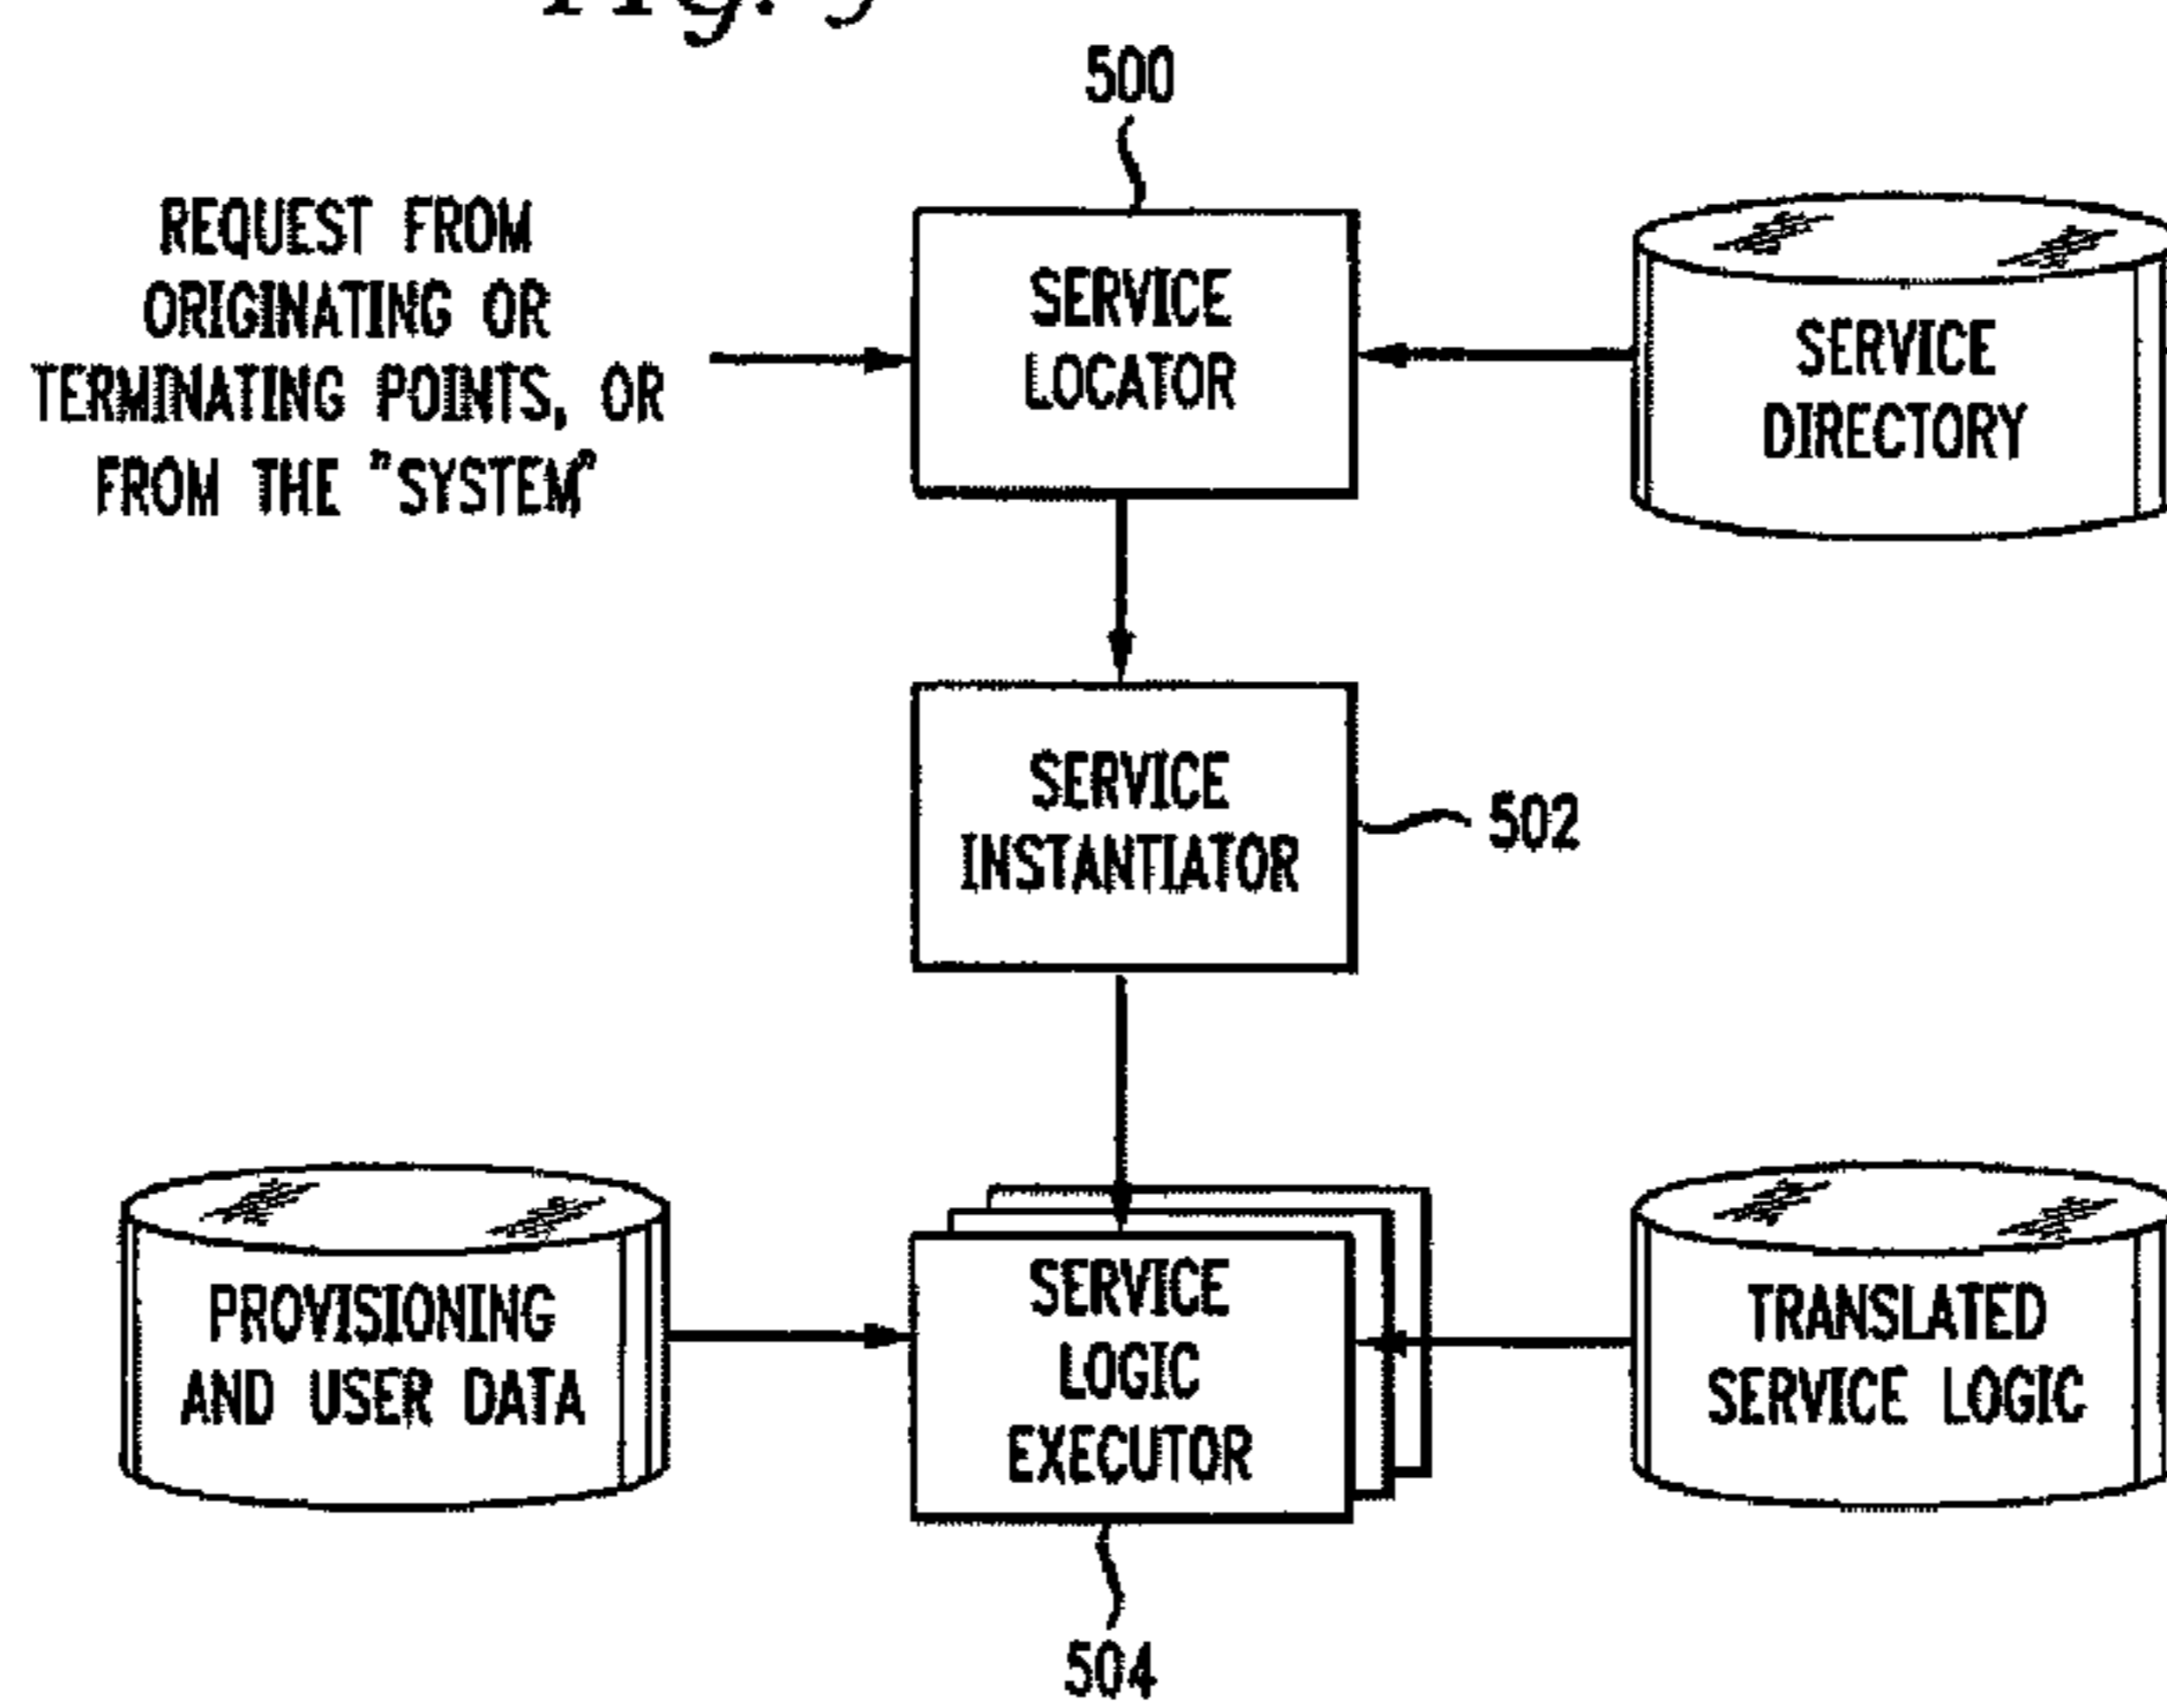 500
REQUEST FROM
ORIGINATING OR
TERMINATING POINTS, OR
FROM THE "SYSTEM"
SERVICE
LOCATOR
SERVICE
DIRECTORY
SERVICE
INSTANTIATOR
502
PROVISIONING
AND USER DATA
SERVICE
LOGIC
EXECUTOR
TRANSLATED
SERVICE LOGIC
504